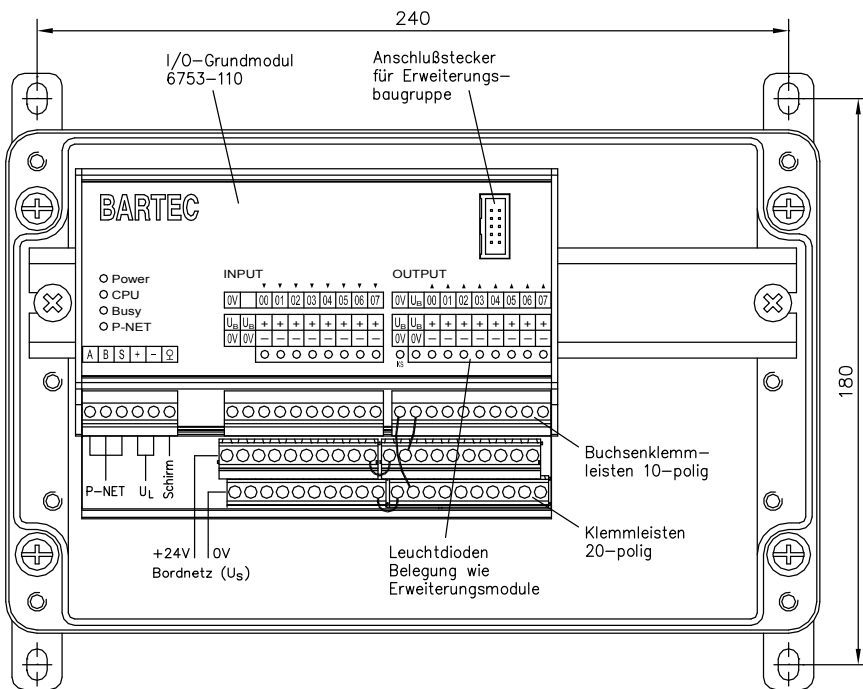 240
I/O-Grundmodul
6753-110
Anschlußstecker
für Erweiterungs-
baugruppe
BARTEC
Power
CPU
Busy
P-NET
INPUT
0V 00 01 02 03 04 05 06 07
UB UB + + + + + + + +
0V 0V - - - - - - - -
OUTPUT
0V UB 00 01 02 03 04 05 06 07
UB UB + + + + + + + +
0V 0V - - - - - - - -
KS
A B S + -
180
P-NET
UL
Schirm
Buchsenklemm-
leisten 10-polig
Klemmleisten
20-polig
+24V 0V
Bordnetz (Us)
Leuchtdioden
Belegung wie
Erweiterungsmodule